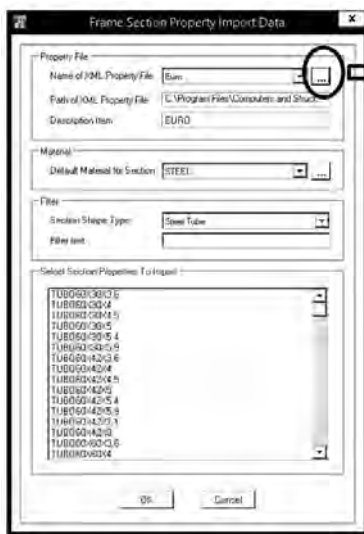 Frame Section Property Import Data
x
Property File
Name of XML Property File Euro ...
Path of XML Property File C:\Program Files\Computers and Struct
Description Item EURO
Material
Default Material for Section STEEL ...
Filter
Section Shape Type: Steel Tube
Filter text
Select Section Properties To Import
TUBO60X30X3.6
TUBO60X30X4
TUBO60X30X4.5
TUBO60X30X5
TUBO60X30X5.4
TUBO60X30X5.9
TUBO60X42X3.6
TUBO60X42X4
TUBO60X42X4.5
TUBO60X42X5
TUBO60X42X5.4
TUBO60X42X5.9
TUBO60X60X3.6
TUBO60X60X4
OK Cancel